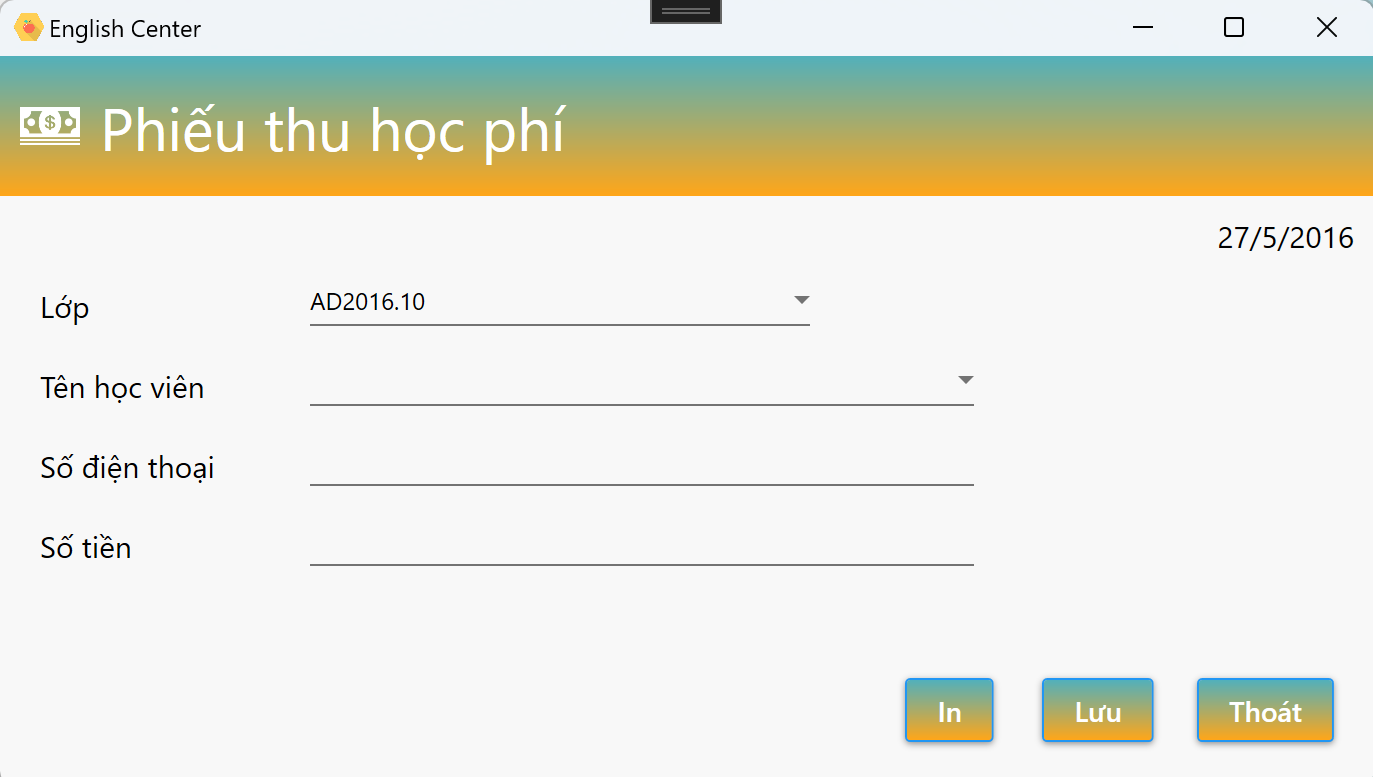 English Center
Phiếu thu học phí
27/5/2016
Lớp
AD2016.10
Tên học viên
Số điện thoại
Số tiền
In
Lưu
Thoát